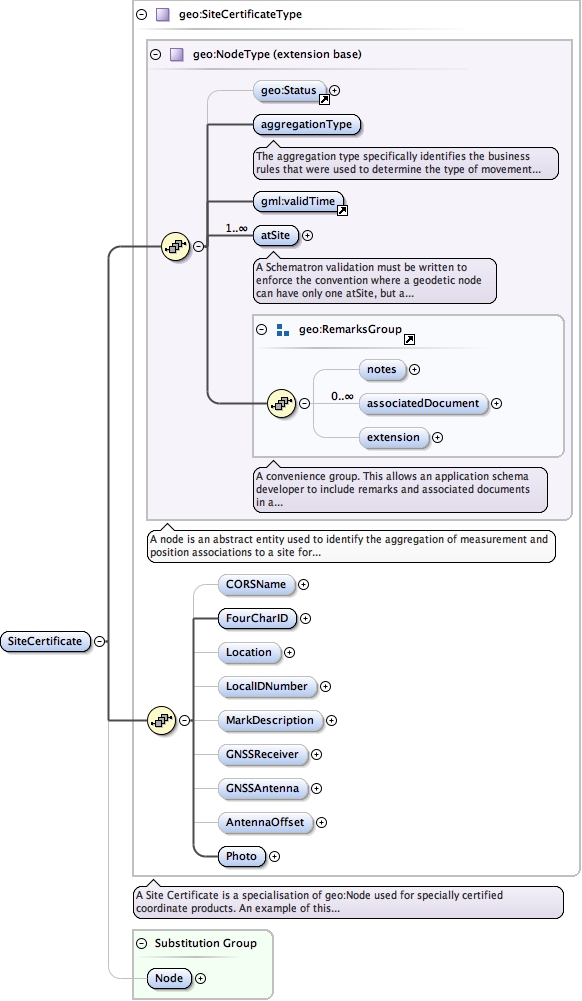 geo:SiteCertificateType
geo:NodeType (extension base)
geo:Status
aggregationType
The aggregation type specifically identifies the business
rules that were used to determine the type of movement...
gml:validTime
1..∞
atSite
A Schematron validation must be written to
enforce the convention where a geodetic node
can have only one atSite, but a...
geo:RemarksGroup
notes
0..∞
associatedDocument
extension
A convenience group. This allows an application schema
developer to include remarks and associated documents
in a...
A node is an abstract entity used to identify the aggregation of measurement and
position associations to a site for...
CORSName
FourCharID
SiteCertificate
Location
LocalIDNumber
MarkDescription
GNSSReceiver
GNSSAntenna
AntennaOffset
Photo
A Site Certificate is a specialisation of geo:Node used for specially certified
coordinate products. An example of this...
Substitution Group
Node